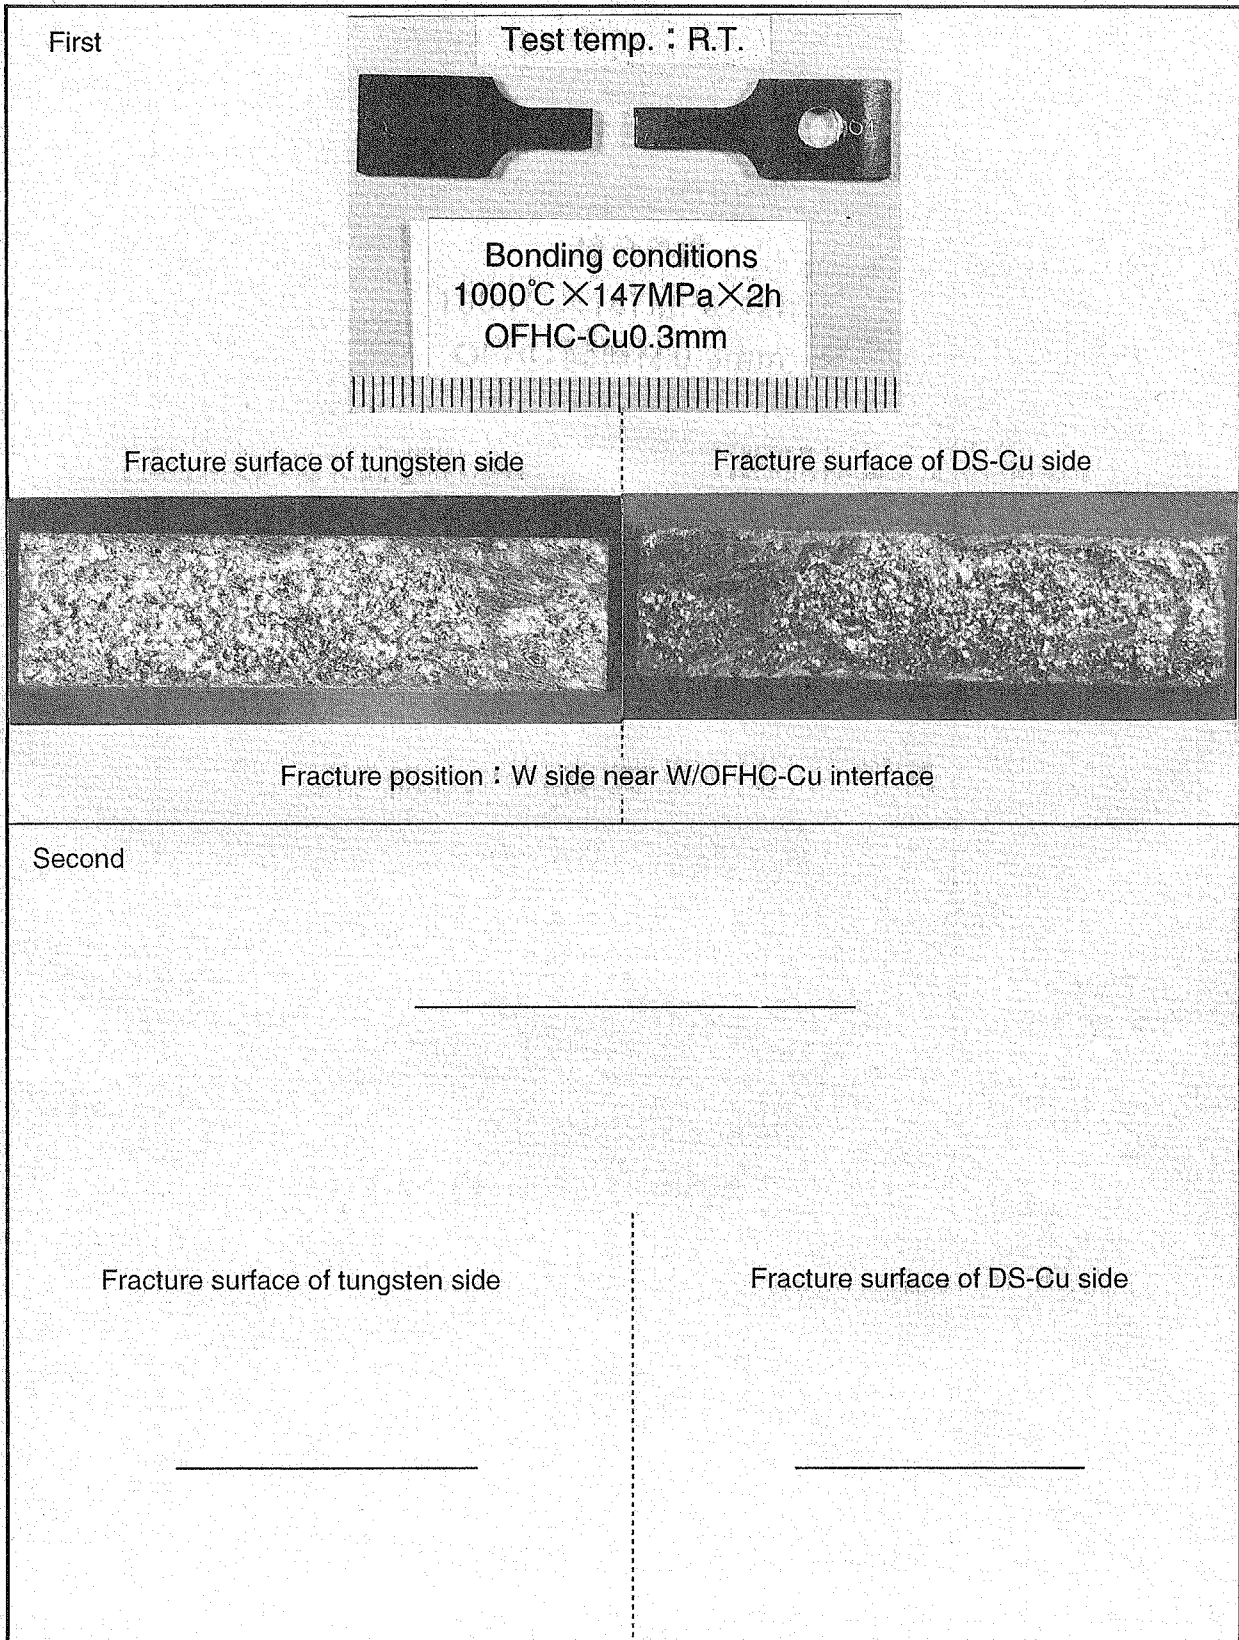 First
Test temp.：R.T.
Bonding conditions
1000℃×147MPa×2h
OFHC-Cu0.3mm
Fracture surface of tungsten side
Fracture surface of DS-Cu side
Fracture position：W side near W/OFHC-Cu interface
Second
Fracture surface of tungsten side
Fracture surface of DS-Cu side